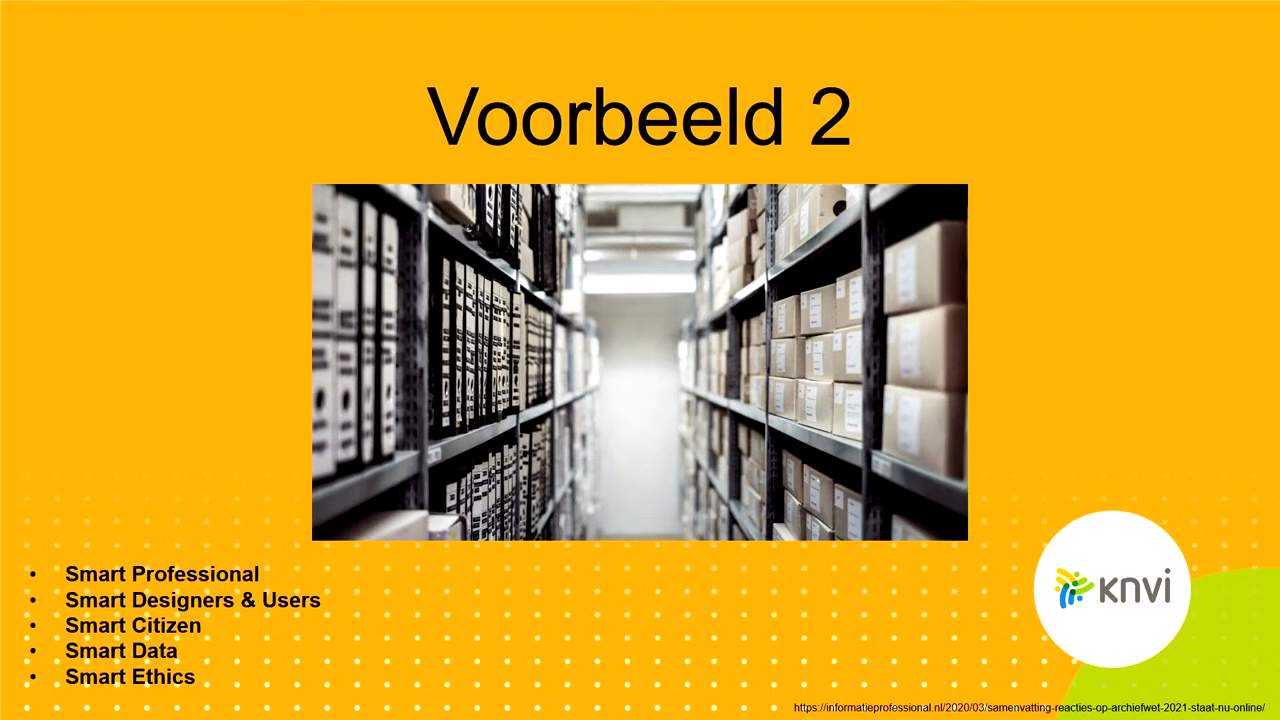 Voorbeeld 2
• Smart Professional
• Smart Designers & Users
• Smart Citizen
• Smart Data
• Smart Ethics
knvi
https://informatieprofessional.nl/2020/03/samenvatting-reacties-op-archiefwet-2021-staat-nu-online/